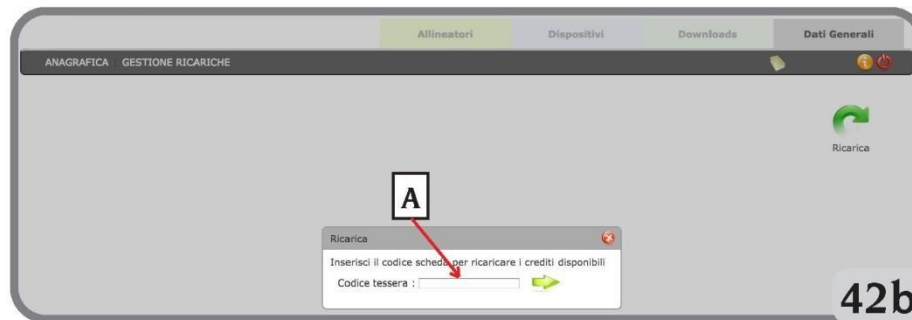 Allineatori Dispositivi Downloads Dati Generali
ANAGRAFICA GESTIONE RICARICHE
Ricarica
A
Ricarica
Inserisci il codice scheda per ricaricare i crediti disponibili
Codice tessera :
42b